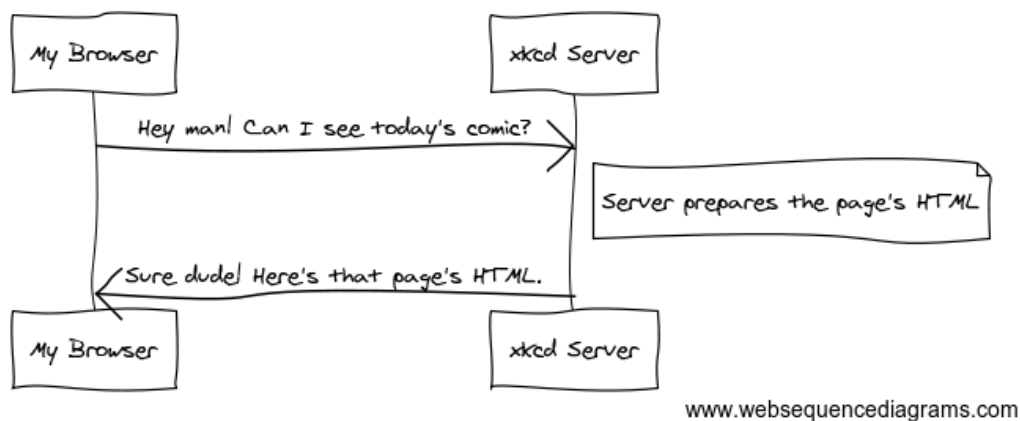 My Browser
xkcd Server
Hey man! Can I see today's comic?
Server prepares the page's HTML
Sure dude! Here's that page's HTML.
My Browser
xkcd Server
www.websequencediagrams.com